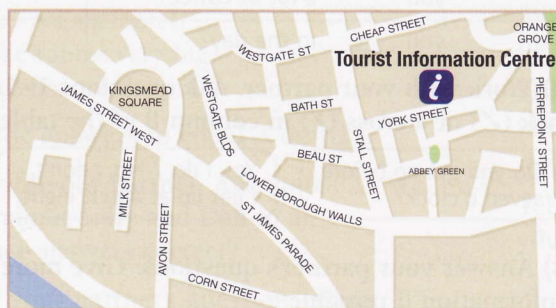 CHEAP STREET
ORANGE
GROVE
WESTGATE ST
Tourist Information Centre
i
KINGSMEAD
SQUARE
WESTGATE BLDS
JAMES STREET WEST
BATH ST
YORK STREET
PIERREPOINT STREET
STALL STREET
BEAU ST
ABBEY GREEN
MILK STREET
LOWER BOROUGH WALLS
ST JAMES PARADE
AVON STREET
CORN STREET